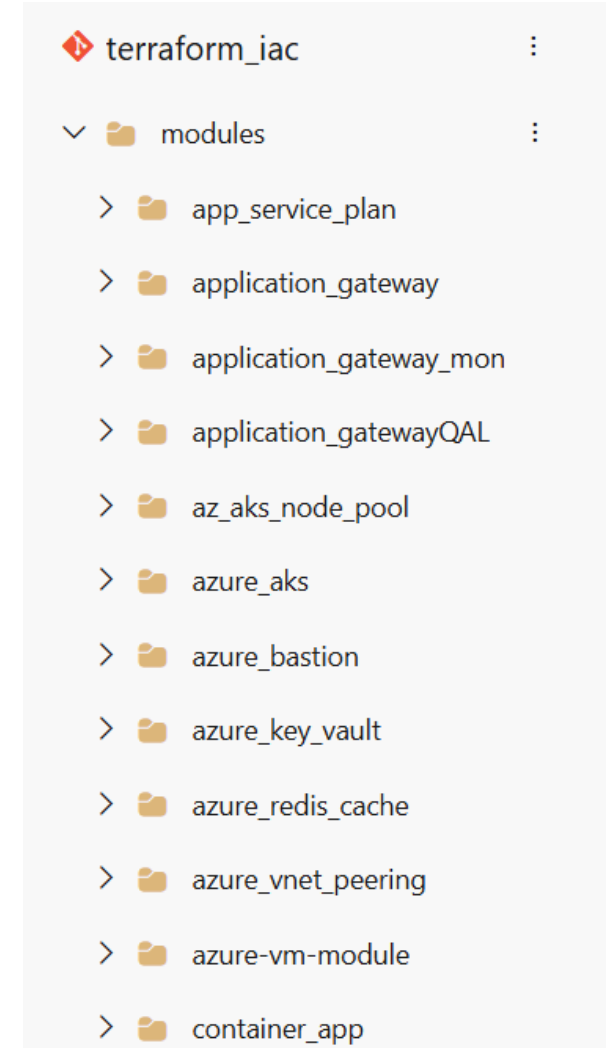 terraform_iac
modules
app_service_plan
application_gateway
application_gateway_mon
application_gatewayQAL
az_aks_node_pool
azure_aks
azure_bastion
azure_key_vault
azure_redis_cache
azure_vnet_peering
azure-vm-module
container_app